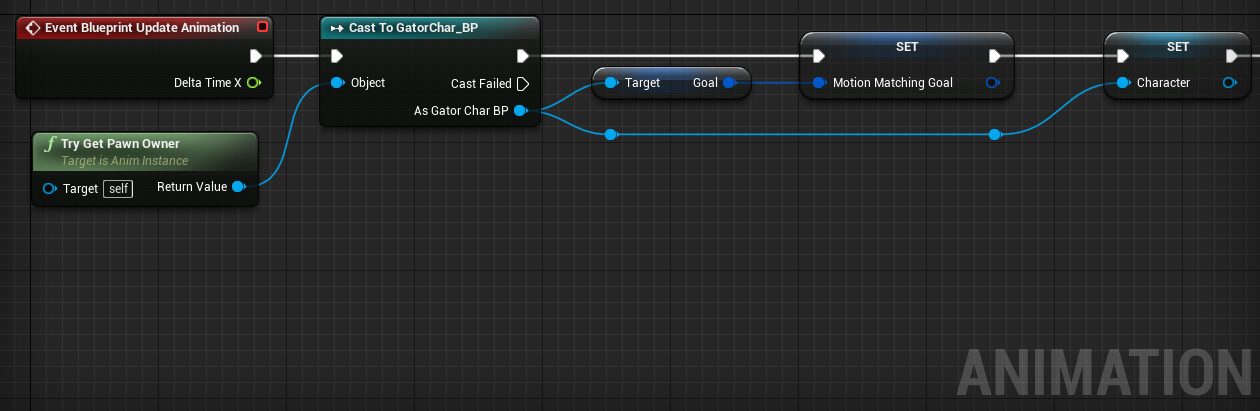 Event Blueprint Update Animation
Delta Time X
Try Get Pawn Owner
Target is Anim Instance
Target self Return Value
Cast To GatorChar_BP
Object Cast Failed
As Gator Char BP
Target Goal
SET
Motion Matching Goal
SET
Character
ANIMATION